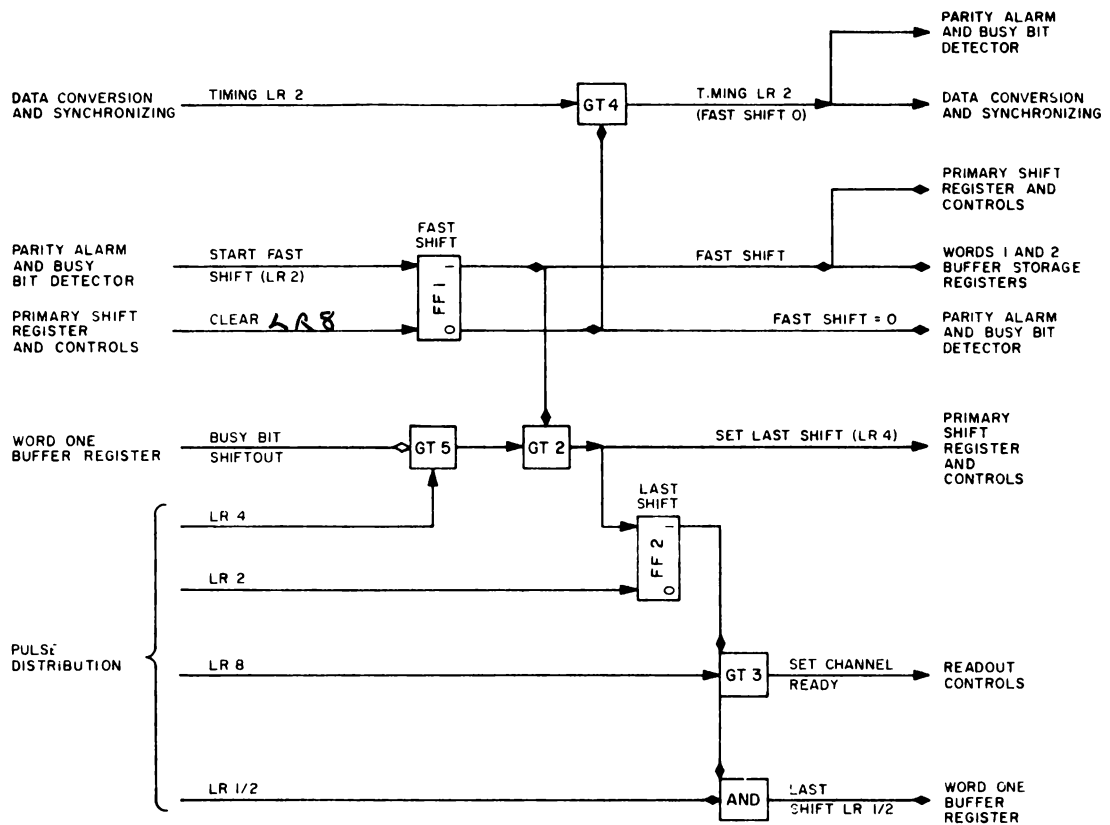 PARITY ALARM
AND BUSY BIT
DETECTOR
DATA CONVERSION
AND SYNCHRONIZING
TIMING LR 2
GT 4
T.MING LR 2
(FAST SHIFT 0)
DATA CONVERSION
AND SYNCHRONIZING
PRIMARY SHIFT
REGISTER AND
CONTROLS
PARITY ALARM
AND BUSY
BIT DETECTOR
START FAST
SHIFT (LR 2)
FAST
SHIFT
1
FF 1
0
FAST SHIFT
WORDS 1 AND 2
BUFFER STORAGE
REGISTERS
PRIMARY SHIFT
REGISTER
AND CONTROLS
CLEAR LR8
FAST SHIFT = 0
PARITY ALARM
AND BUSY BIT
DETECTOR
WORD ONE
BUFFER REGISTER
BUSY BIT
SHIFTOUT
GT 5
GT 2
SET LAST SHIFT (LR 4)
PRIMARY
SHIFT
REGISTER
AND
CONTROLS
LR 4
LAST
SHIFT
1
FF 2
0
LR 2
PULSE
DISTRIBUTION
LR 8
GT 3
SET CHANNEL
READY
READOUT
CONTROLS
LR 1/2
AND
LAST
SHIFT LR 1/2
WORD ONE
BUFFER
REGISTER